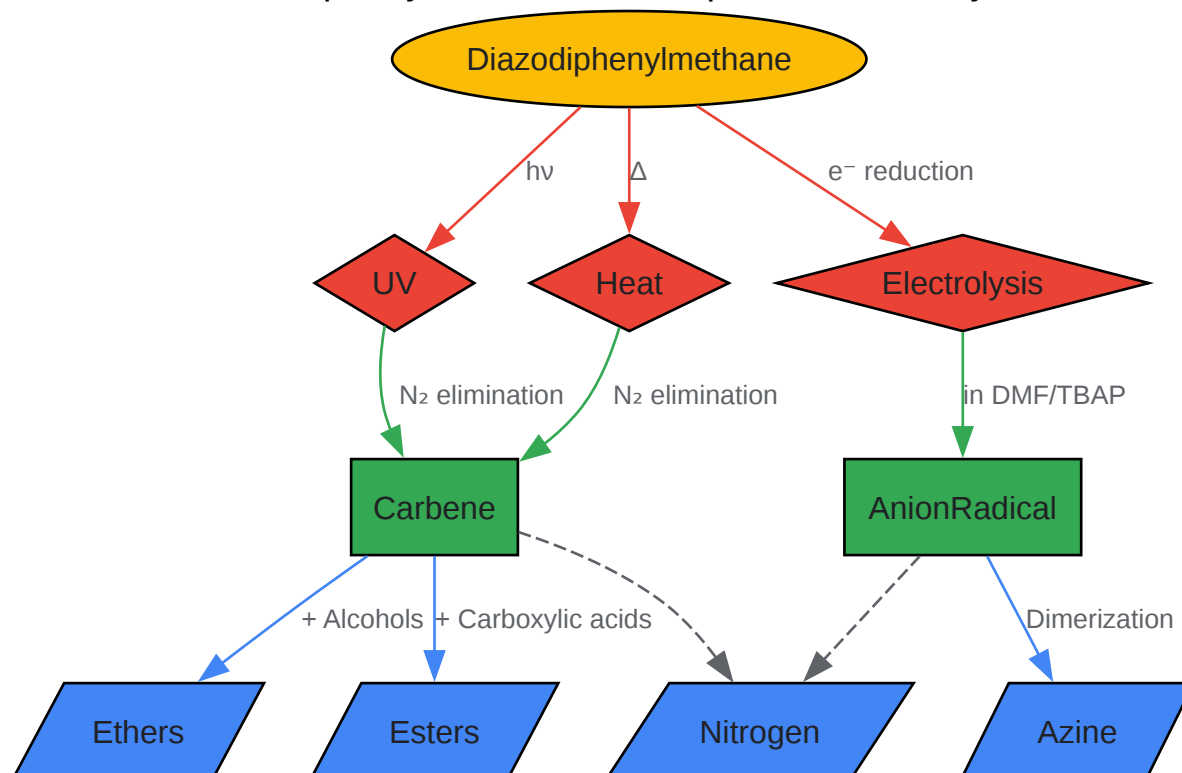 Diazodiphenylmethane
hν
Δ
e⁻ reduction
UV
Heat
Electrolysis
N₂ elimination
N₂ elimination
in DMF/TBAP
Carbene
AnionRadical
+ Alcohols
+ Carboxylic acids
Dimerization
Ethers
Esters
Nitrogen
Azine